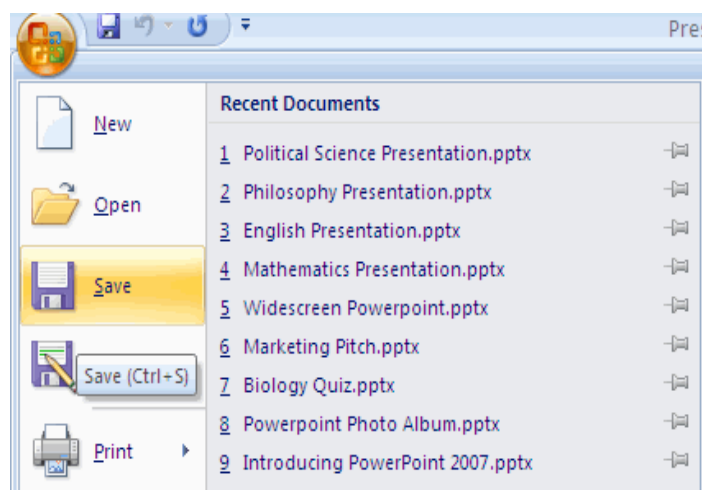 Pres
New
Open
Save
Save (Ctrl+S)
Print
Recent Documents
1 Political Science Presentation.pptx
2 Philosophy Presentation.pptx
3 English Presentation.pptx
4 Mathematics Presentation.pptx
5 Widescreen Powerpoint.pptx
6 Marketing Pitch.pptx
7 Biology Quiz.pptx
8 Powerpoint Photo Album.pptx
9 Introducing PowerPoint 2007.pptx